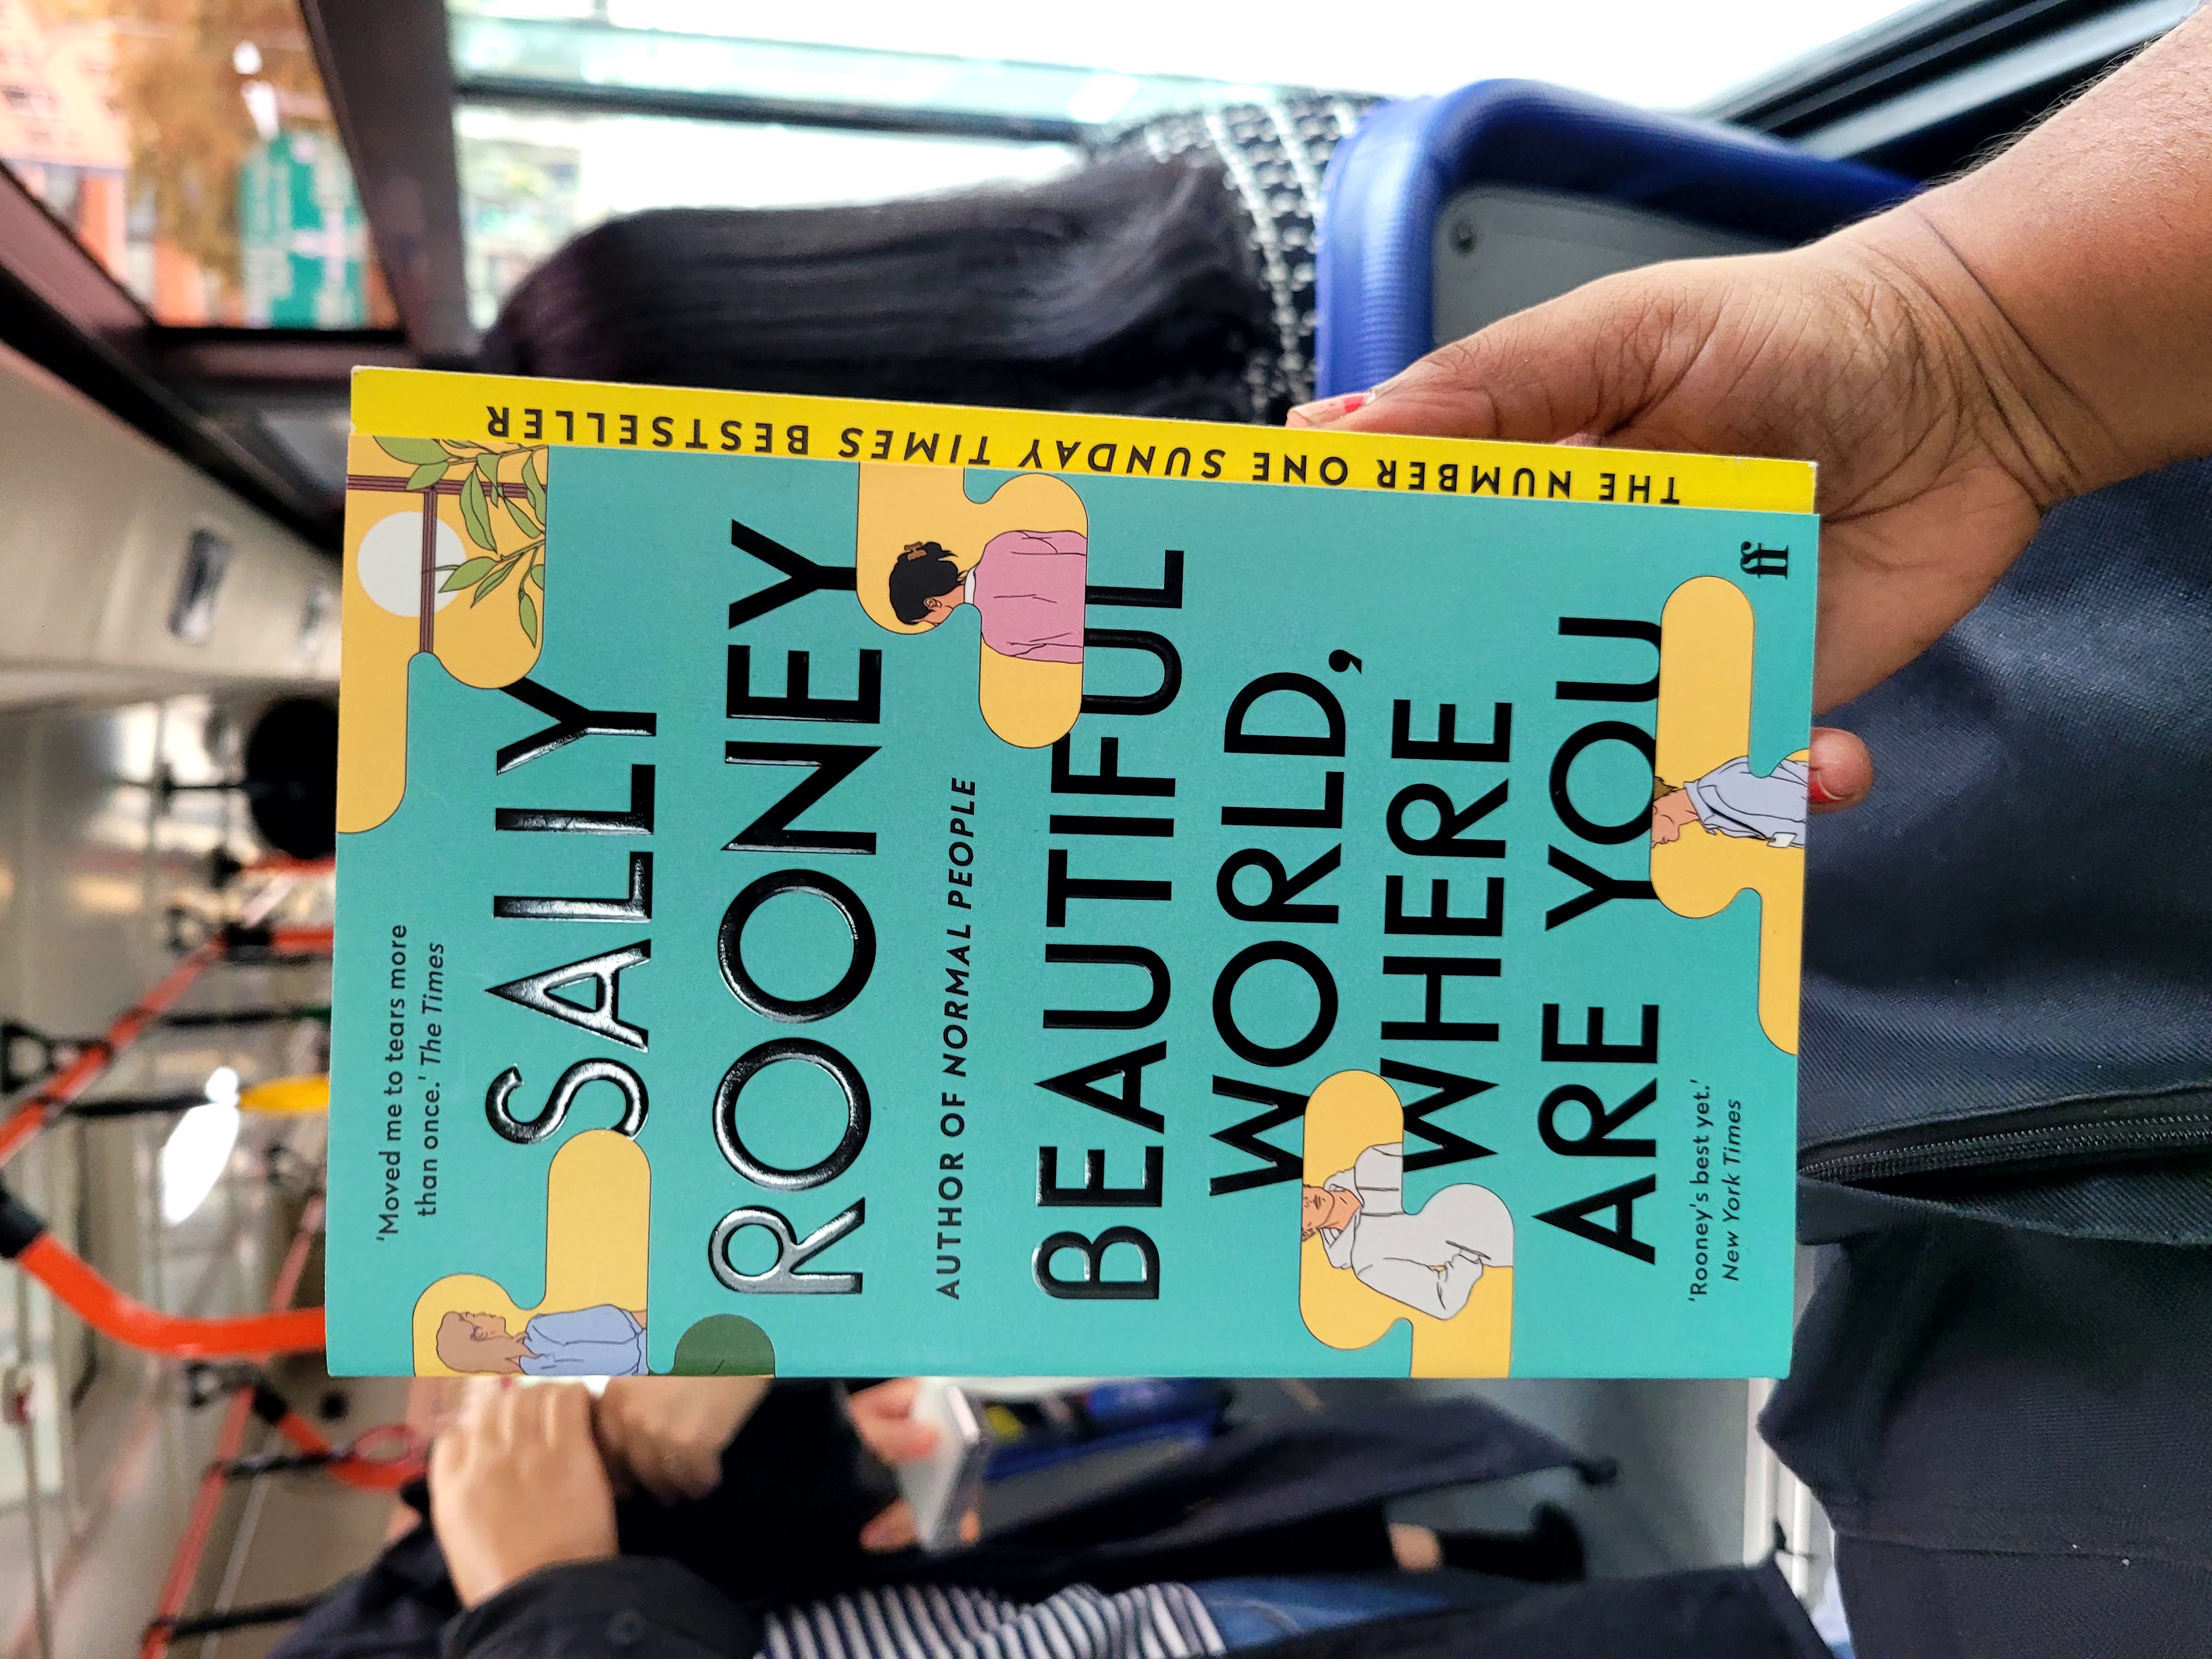 'Moved me to tears more
than once.' The Times
SALLY
ROONEY
AUTHOR OF NORMAL PEOPLE
BEAUTIFUL
WORLD,
WHERE
ARE YOU
'Rooney's best yet.'
New York Times
ff
THE NUMBER ONE SUNDAY TIMES BESTSELLER